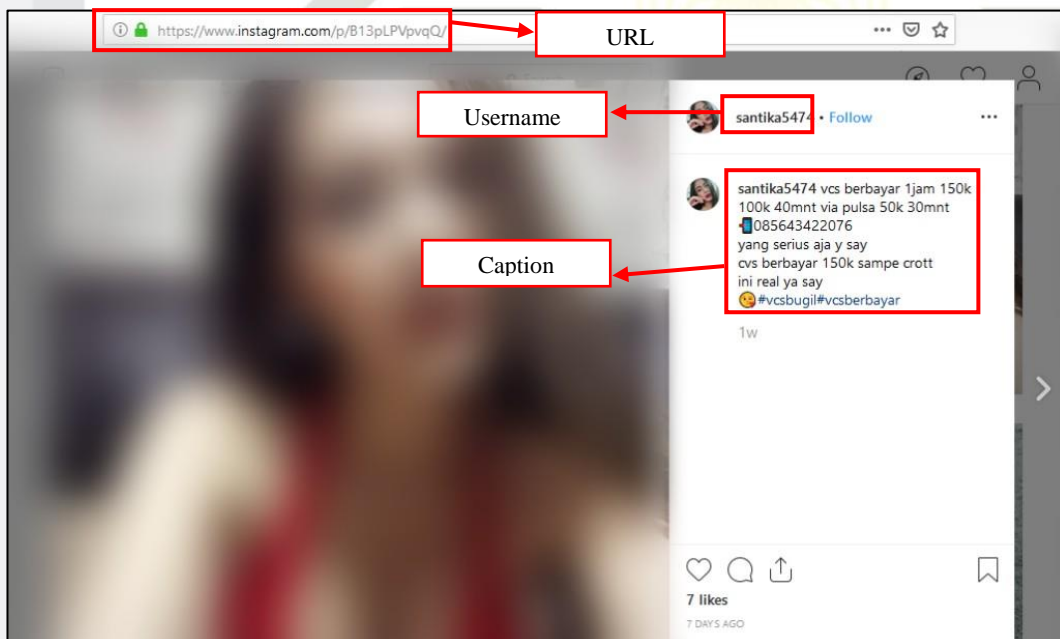 https://www.instagram.com/p/B13pLPVpvqQ/
URL
Username
santika5474 • Follow
santika5474 vcs berbayar 1jam 150k
100k 40mnt via pulsa 50k 30mnt
📲085643422076
yang serius aja y say
cvs berbayar 150k sampe crott
ini real ya say
😘#vcsbugil#vcsberbayar
Caption
1w
7 likes
7 DAYS AGO